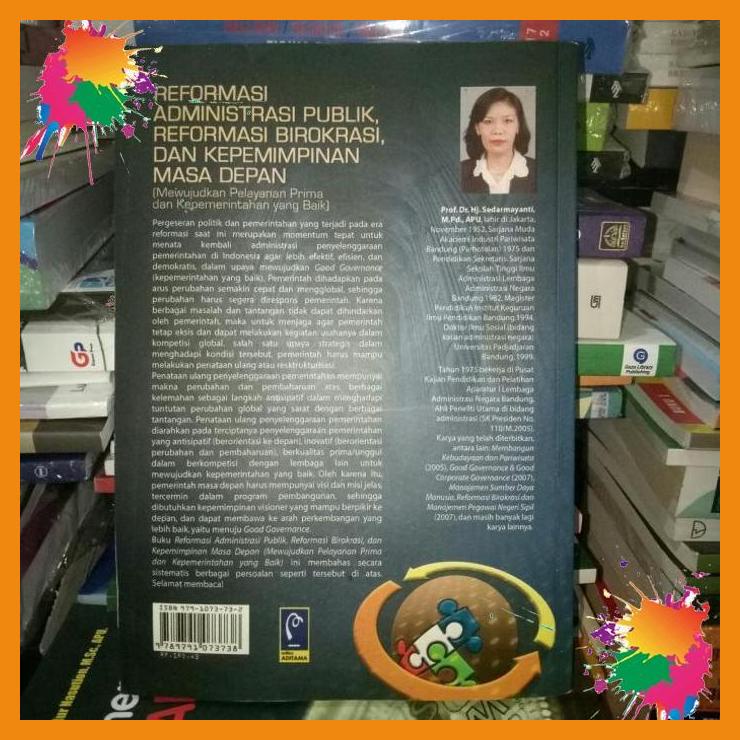 REFORMASI
ADMINISTRASI PUBLIK,
REFORMASI BIROKRASI,
DAN KEPEMIMPINAN
MASA DEPAN
(Mewujudkan Pelayanan Prima
dan Kepemerintahan yang Baik)
Pergeseran politik dan pemerintahan yang terjadi pada era
reformasi saat ini merupakan momentum tepat untuk
menata kembali administrasi penyelenggaraan
pemerintahan di Indonesia agar lebih efektif, efisien, dan
demokratis, dalam upaya mewujudkan Good Governance
(kepemerintahan yang baik). Pemerintah dihadapkan pada
arus perubahan semakin cepat dan mengglobal, sehingga
perubahan harus segera direspons pemerintah. Karena
berbagai masalah dan tantangan tidak dapat dihindarkan
oleh pemerintah, maka untuk menjaga agar pemerintah
tetap eksis dan dapat melakukan kegiatan usahanya dalam
kompetisi global, salah satu upaya strategis dalam
menghadapi kondisi tersebut, pemerintah harus mampu
melakukan penataan ulang atau restrukturisasi.
Penataan ulang penyelenggaraan pemerintahan mempunyai
makna perubahan dan pembaharuan atas berbagai
kelemahan sebagai langkah antisipatif dalam menghadapi
tuntutan perubahan global yang sarat dengan berbagai
tantangan. Penataan ulang penyelenggaraan pemerintahan
diarahkan pada terciptanya penyelenggaraan pemerintahan
yang antisipatif (berorientasi ke depan), inovatif (berorientasi
perubahan dan pembaharuan), berkualitas prima/unggul
dalam berkompetisi dengan lembaga lain untuk
mewujudkan kepemerintahan yang baik. Oleh karena itu,
pemerintah masa depan harus mempunyai visi dan misi jelas,
tercermin dalam program pembangunan, sehingga
dibutuhkan kepemimpinan visioner yang mampu berpikir ke
depan, dan dapat membawa ke arah perkembangan yang
lebih baik, yaitu menuju Good Governance.
Buku Reformasi Administrasi Publik, Reformasi Birokrasi, dan
Kepemimpinan Masa Depan (Mewujudkan Pelayanan Prima
dan Kepemerintahan yang Baik) ini membahas secara
sistematis berbagai persoalan seperti tersebut di atas.
Selamat membaca!
Prof. Dr. Hj. Sedarmayanti,
M.Pd., APU, lahir di Jakarta,
November 1952, Sarjana Muda
Akademi Industri Pariwisata
Bandung (Perhotelan) 1975 dan
Pendidikan Sekretaris. Sarjana
Sekolah Tinggi Ilmu
Administrasi Lembaga
Administrasi Negara
Bandung 1982, Magister
Pendidikan Institut Keguruan
Ilmu Pendidikan Bandung 1994,
Doktor Ilmu Sosial (bidang
kajian administrasi negara)
Universitas Padjadjaran
Bandung, 1999.
Tahun 1975 bekerja di Pusat
Kajian Pendidikan dan Pelatihan
Aparatur I Lembaga
Administrasi Negara Bandung.
Ahli Peneliti Utama di bidang
administrasi (SK Presiden No.
110/M.2005).
Karya yang telah diterbitkan,
antara lain: Membangun
Kebudayaan dan Pariwisata
(2005), Good Governance & Good
Corporate Governance (2007),
Manajemen Sumber Daya
Manusia, Reformasi Birokrasi dan
Manajemen Pegawai Negeri Sipil
(2007), dan masih banyak lagi
karya lainnya.
ISBN 979-1073-73-2
9 789791 073738
ADITAMA
GP
Gaza Library
Publishing